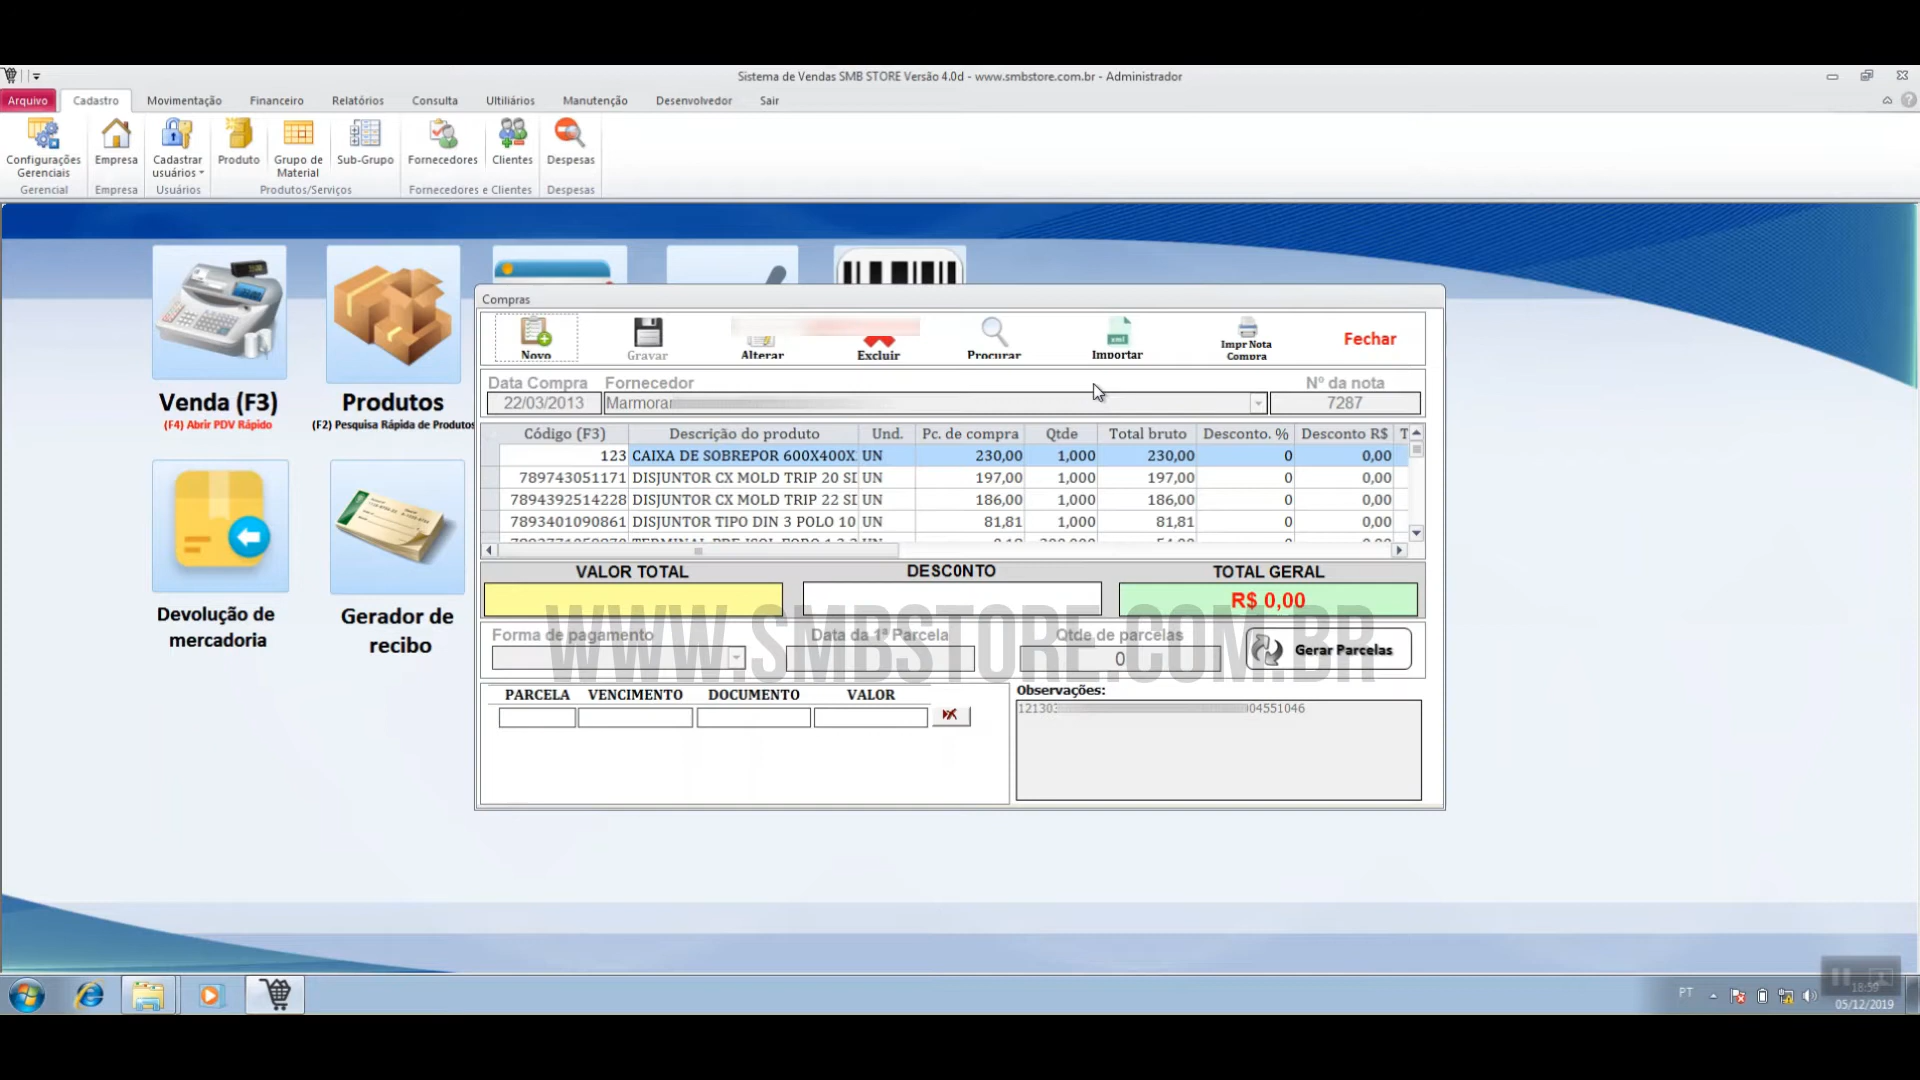 Sistema de Vendas SMB STORE Versão 4.0d - www.smbstore.com.br - Administrador
Arquivo Cadastro Movimentação Financeiro Relatórios Consulta Ultiliários Manutenção Desenvolvedor Sair
Configurações Gerenciais Empresa Cadastrar usuários Produto Grupo de Material Sub-Grupo Fornecedores Clientes Despesas
Gerencial Empresa Usuários Produtos/Serviços Fornecedores e Clientes Despesas
Venda (F3)
(F4) Abrir PDV Rápido
Produtos
(F2) Pesquisa Rápida de Produtos
Devolução de
mercadoria
Gerador de
recibo
Compras
Novo Gravar Alterar Excluir Procurar Importar Impr Nota Compra Fechar
Data Compra Fornecedor Nº da nota
22/03/2013 Marmorar 7287
Código (F3) Descrição do produto Und. Pc. de compra Qtde Total bruto Desconto. % Desconto R$ T
123 CAIXA DE SOBREPOR 600X400X UN 230,00 1,000 230,00 0 0,00
789743051171 DISJUNTOR CX MOLD TRIP 20 SI UN 197,00 1,000 197,00 0 0,00
7894392514228 DISJUNTOR CX MOLD TRIP 22 SI UN 186,00 1,000 186,00 0 0,00
7893401090861 DISJUNTOR TIPO DIN 3 POLO 10 UN 81,81 1,000 81,81 0 0,00
VALOR TOTAL DESC0NTO TOTAL GERAL
R$ 0,00
WWW.SMBSTORE.COM.BR
Forma de pagamento Data da 1ª Parcela Qtde de parcelas
0 Gerar Parcelas
PARCELA VENCIMENTO DOCUMENTO VALOR
Observações:
12130 04551046
PT
18:59
05/12/2019